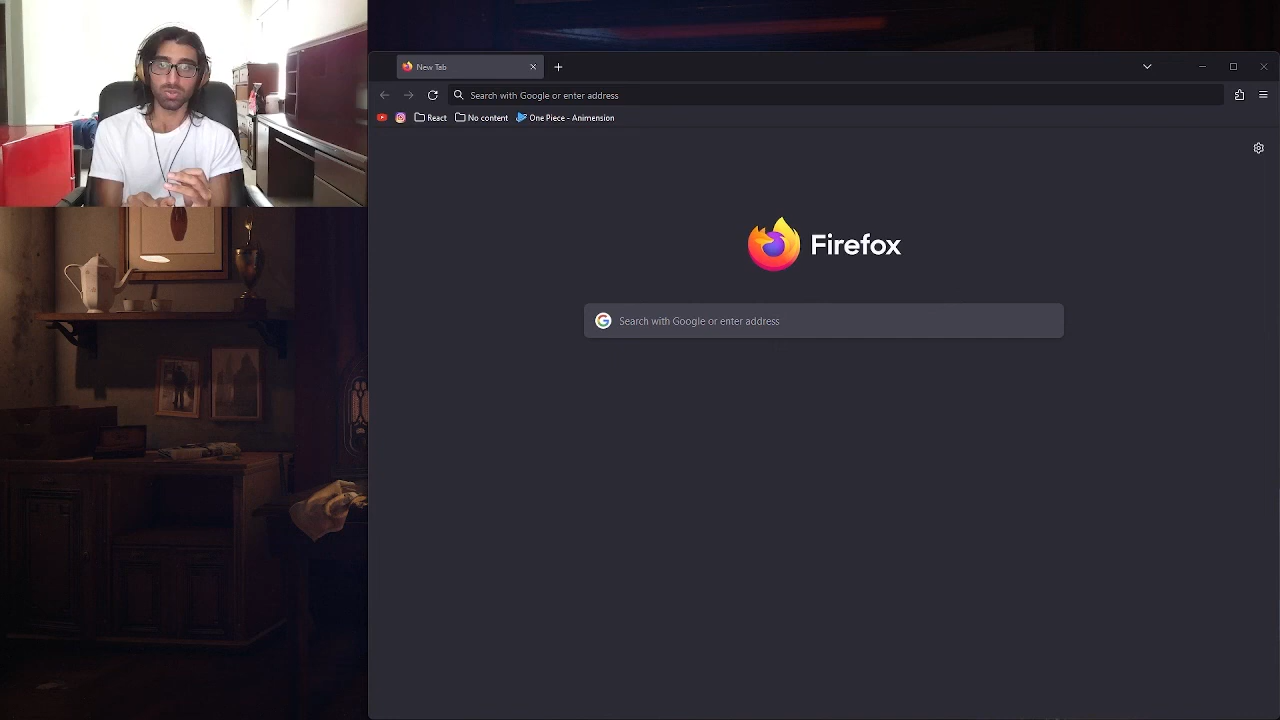 New Tab
Search with Google or enter address
React No content One Piece - Animension
Firefox
Search with Google or enter address